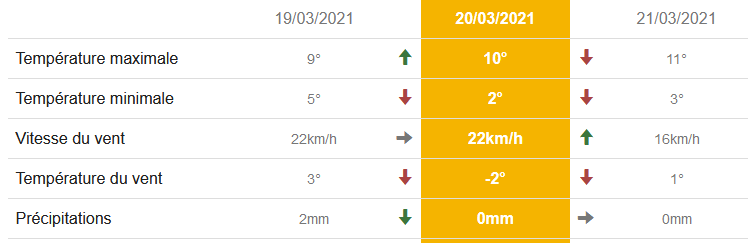 19/03/2021 20/03/2021 21/03/2021
Température maximale 9° 10° 11°
Température minimale 5° 2° 3°
Vitesse du vent 22km/h 22km/h 16km/h
Température du vent 3° -2° 1°
Précipitations 2mm 0mm 0mm